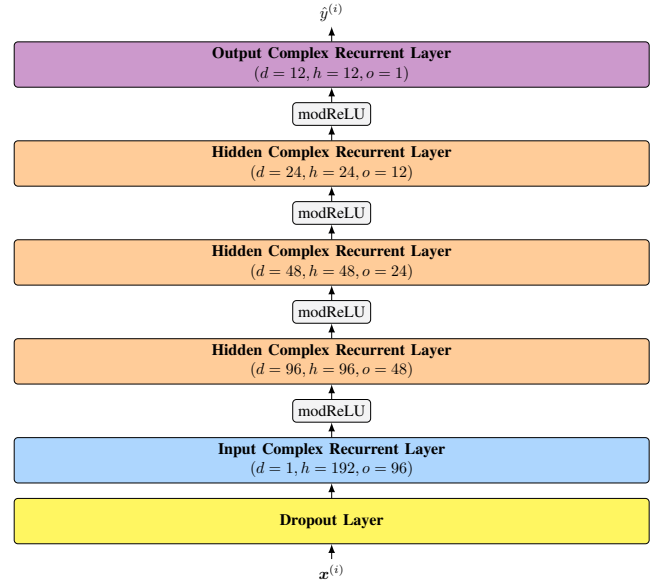 ŷ⁽ⁱ⁾
Output Complex Recurrent Layer
(d = 12, h = 12, o = 1)
modReLU
Hidden Complex Recurrent Layer
(d = 24, h = 24, o = 12)
modReLU
Hidden Complex Recurrent Layer
(d = 48, h = 48, o = 24)
modReLU
Hidden Complex Recurrent Layer
(d = 96, h = 96, o = 48)
modReLU
Input Complex Recurrent Layer
(d = 1, h = 192, o = 96)
Dropout Layer
x⁽ⁱ⁾